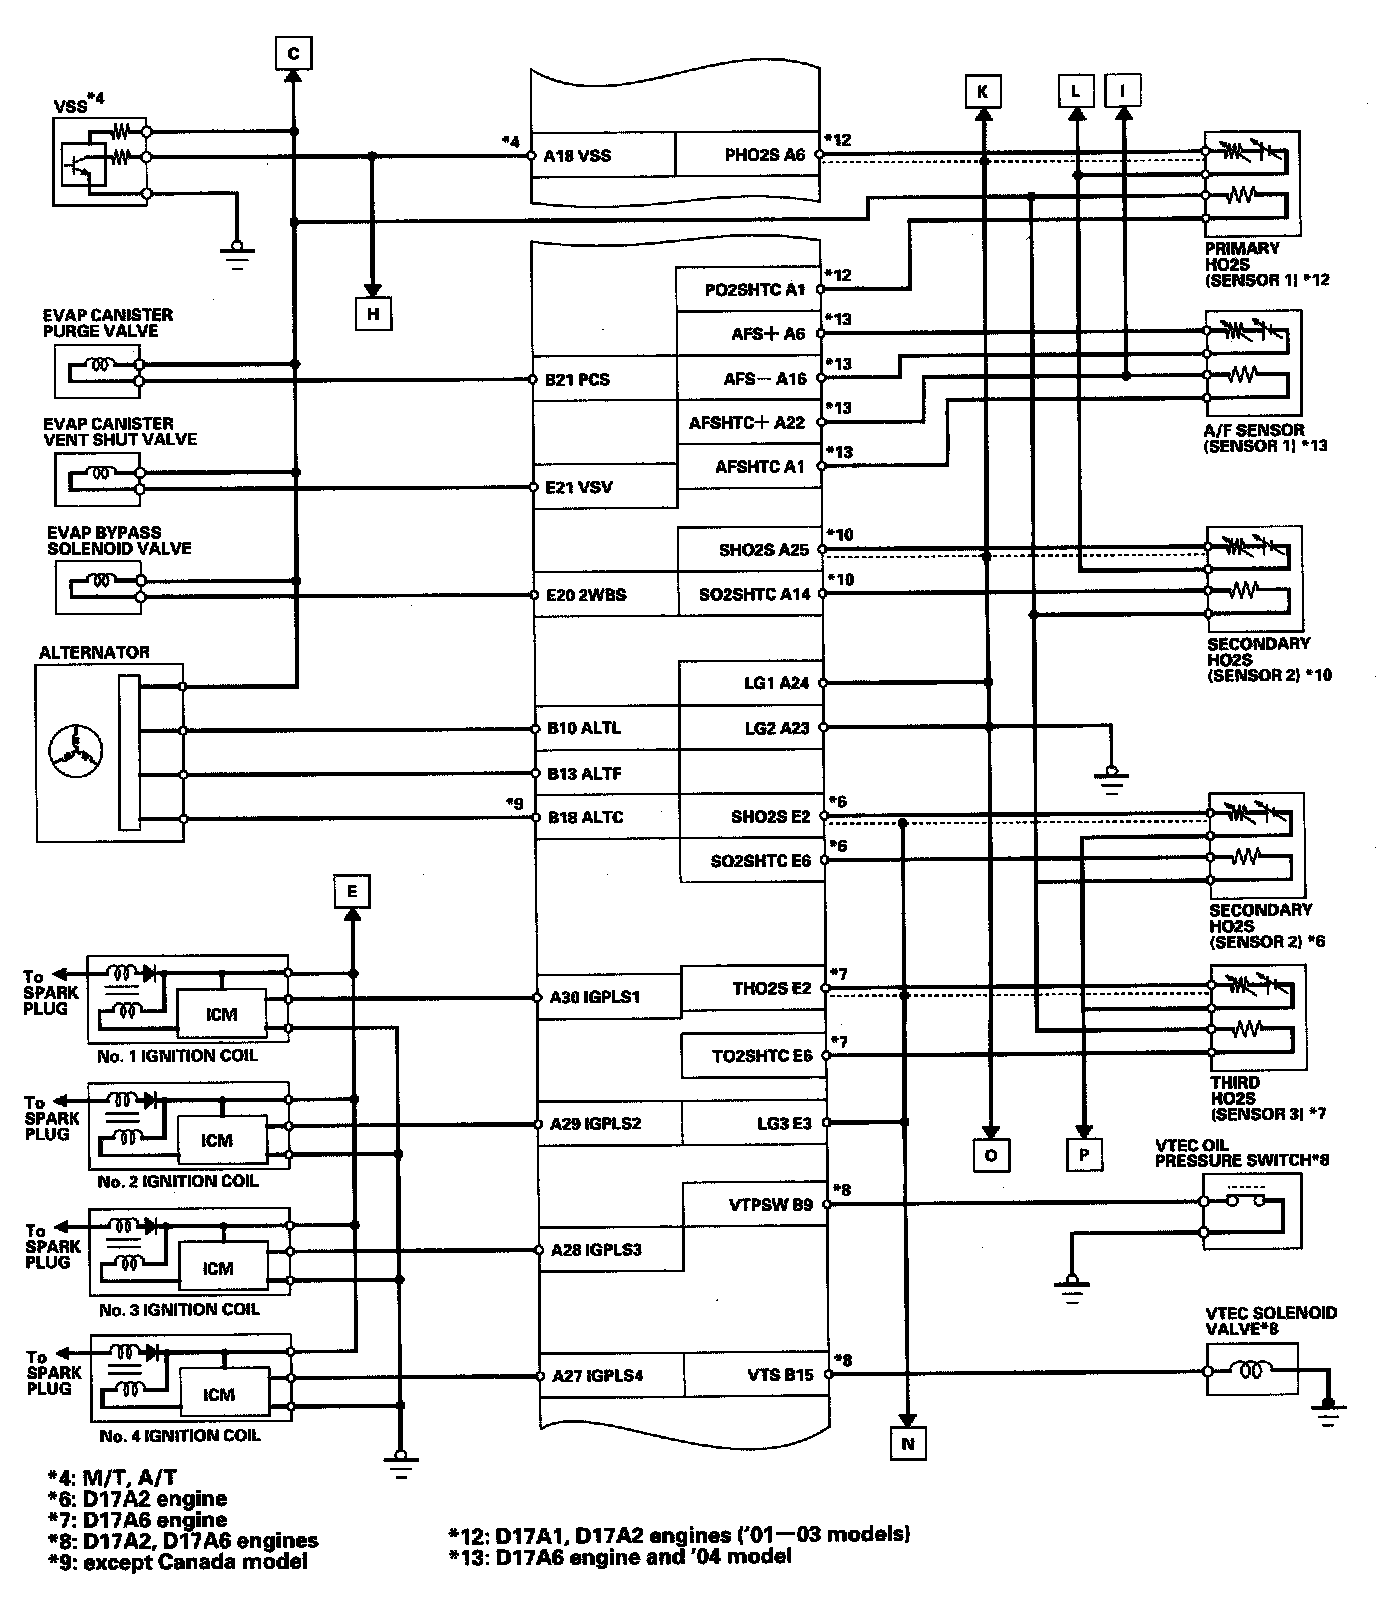 C
K
L
I
VSS*4
*4
A18 VSS
PHO2S A6
*12
PRIMARY
HO2S
(SENSOR 1) *12
H
PO2SHTC A1
*12
AFS+ A6
*13
AFS− A16
*13
AFSHTC+ A22
*13
AFSHTC A1
*13
A/F SENSOR
(SENSOR 1) *13
EVAP CANISTER
PURGE VALVE
B21 PCS
EVAP CANISTER
VENT SHUT VALVE
E21 VSV
EVAP BYPASS
SOLENOID VALVE
E20 2WBS
SHO2S A25
*10
SO2SHTC A14
*10
SECONDARY
HO2S
(SENSOR 2) *10
ALTERNATOR
LG1 A24
LG2 A23
B10 ALTL
B13 ALTF
*9
B18 ALTC
SHO2S E2
*6
SO2SHTC E6
*6
SECONDARY
HO2S
(SENSOR 2) *6
E
To
SPARK
PLUG
ICM
No. 1 IGNITION COIL
A30 IGPLS1
THO2S E2
*7
TO2SHTC E6
*7
THIRD
HO2S
(SENSOR 3) *7
To
SPARK
PLUG
ICM
No. 2 IGNITION COIL
A29 IGPLS2
LG3 E3
O
P
VTEC OIL
PRESSURE SWITCH*8
VTPSW B9
*8
To
SPARK
PLUG
ICM
No. 3 IGNITION COIL
A28 IGPLS3
VTEC SOLENOID
VALVE*8
To
SPARK
PLUG
ICM
No. 4 IGNITION COIL
A27 IGPLS4
VTS B15
*8
N
*4: M/T, A/T
*6: D17A2 engine
*7: D17A6 engine
*8: D17A2, D17A6 engines
*9: except Canada model
*12: D17A1, D17A2 engines ('01—03 models)
*13: D17A6 engine and '04 model